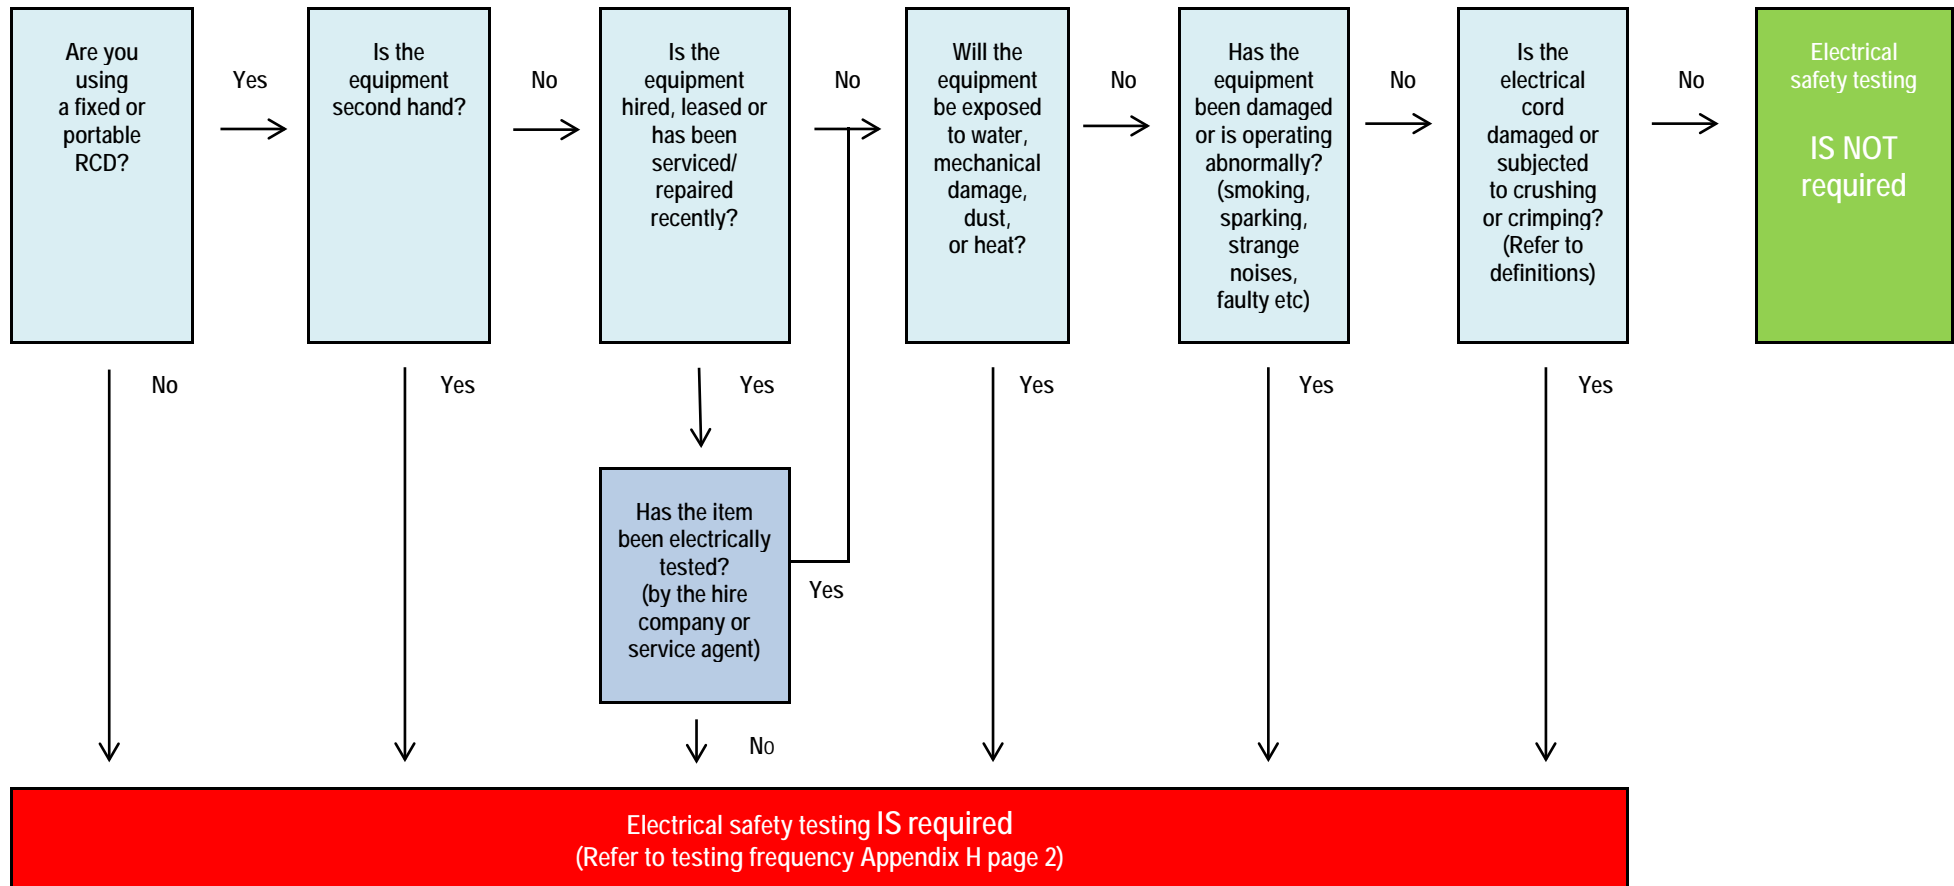 Are you
using
a fixed or
portable
RCD?
Yes
Is the
equipment
second hand?
No
Is the
equipment
hired, leased or
has been
serviced/
repaired
recently?
No
Will the
equipment
be exposed
to water,
mechanical
damage,
dust,
or heat?
No
Has the
equipment
been damaged
or is operating
abnormally?
(smoking,
sparking,
strange
noises,
faulty etc)
No
Is the
electrical
cord
damaged or
subjected
to crushing
or crimping?
(Refer to
definitions)
No
Electrical
safety testing
IS NOT
required
No
Yes
Yes
Yes
Yes
Yes
Has the item
been electrically
tested?
(by the hire
company or
service agent)
Yes
No
Electrical safety testing IS required
(Refer to testing frequency Appendix H page 2)